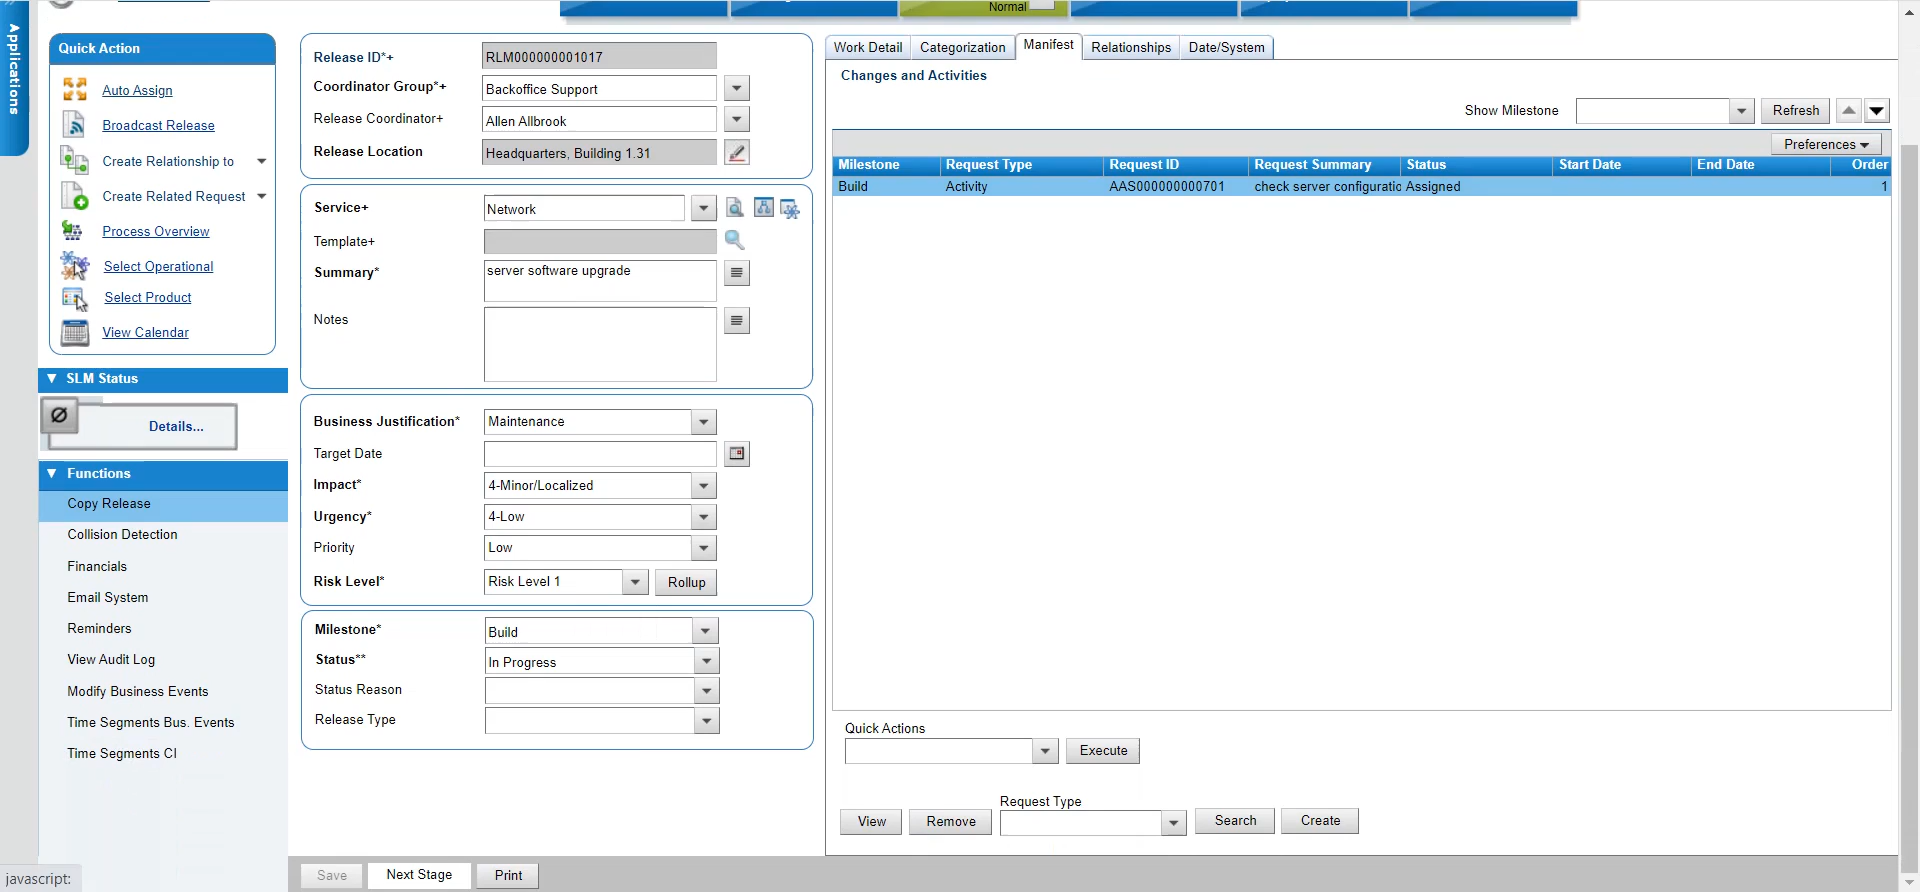 Normal
Applications
Quick Action
Auto Assign
Broadcast Release
Create Relationship to
Create Related Request
Process Overview
Select Operational
Select Product
View Calendar
SLM Status
Details...
Functions
Copy Release
Collision Detection
Financials
Email System
Reminders
View Audit Log
Modify Business Events
Time Segments Bus. Events
Time Segments CI
javascript:
Release ID*+ RLM000000001017
Coordinator Group*+ Backoffice Support
Release Coordinator+ Allen Allbrook
Release Location Headquarters, Building 1.31
Service+ Network
Template+
Summary* server software upgrade
Notes
Business Justification* Maintenance
Target Date
Impact* 4-Minor/Localized
Urgency* 4-Low
Priority Low
Risk Level* Risk Level 1 Rollup
Milestone* Build
Status** In Progress
Status Reason
Release Type
Save Next Stage Print
Work Detail Categorization Manifest Relationships Date/System
Changes and Activities
Show Milestone Refresh
Preferences
Milestone Request Type Request ID Request Summary Status Start Date End Date Order
Build Activity AAS000000000701 check server configuratic Assigned 1
Quick Actions
Execute
Request Type
View Remove Search Create